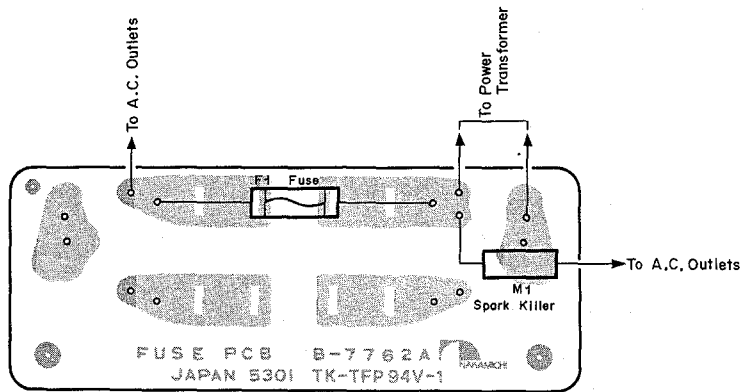 To A.C. Outlets
To Power
Transformer
F1 Fuse
To A.C. Outlets
M1
Spark Killer
FUSE PCB B-7762A
NAKAMICHI
JAPAN 5301 TK-TFP94V-1